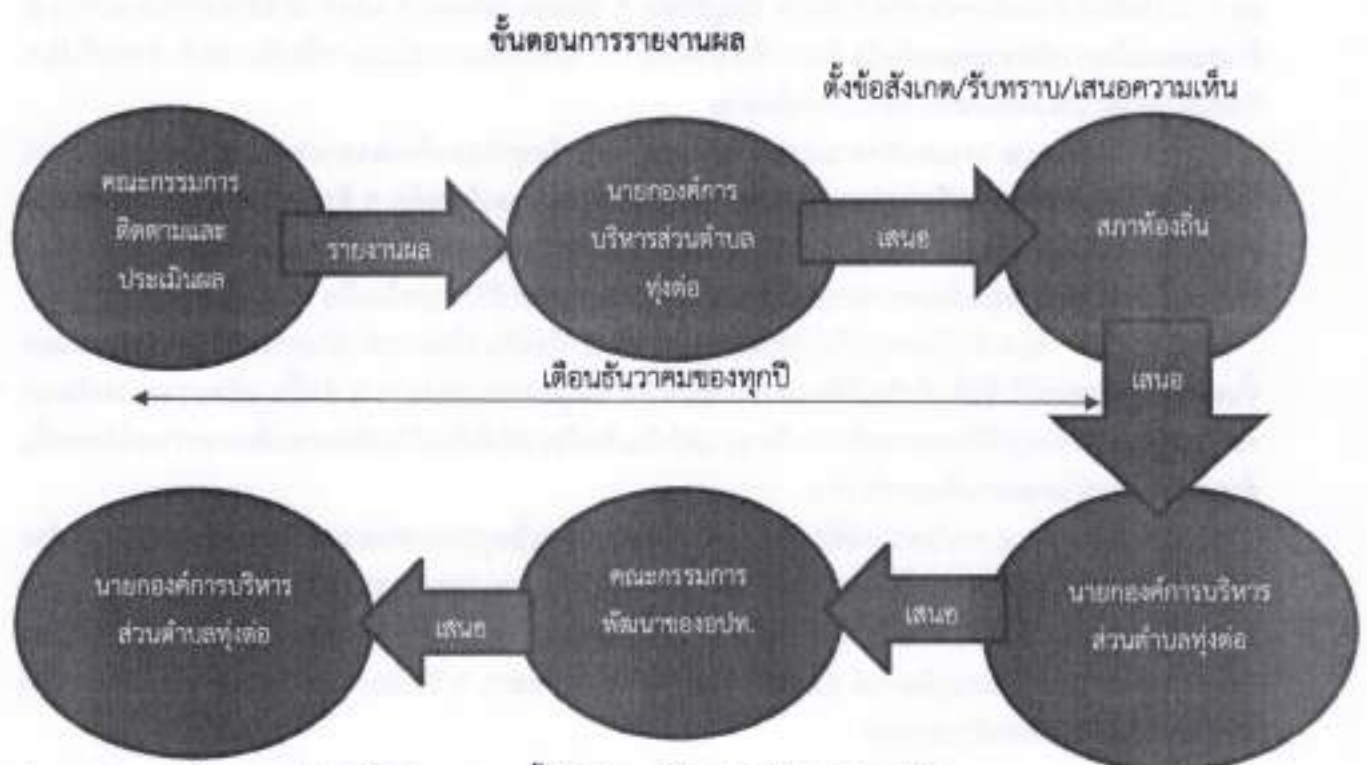 ขั้นตอนการรายงานผล
ตั้งข้อสังเกต/รับทราบ/เสนอความเห็น
คณะกรรมการ
ติดตามและ
ประเมินผล
รายงานผล
นายกองค์การ
บริหารส่วนตำบล
ทุ่งต่อ
เสนอ
สภาท้องถิ่น
เดือนธันวาคมของทุกปี
เสนอ
นายกองค์การบริหาร
ส่วนตำบลทุ่งต่อ
เสนอ
คณะกรรมการ
พัฒนาของอปท.
เสนอ
นายกองค์การบริหาร
ส่วนตำบลทุ่งต่อ